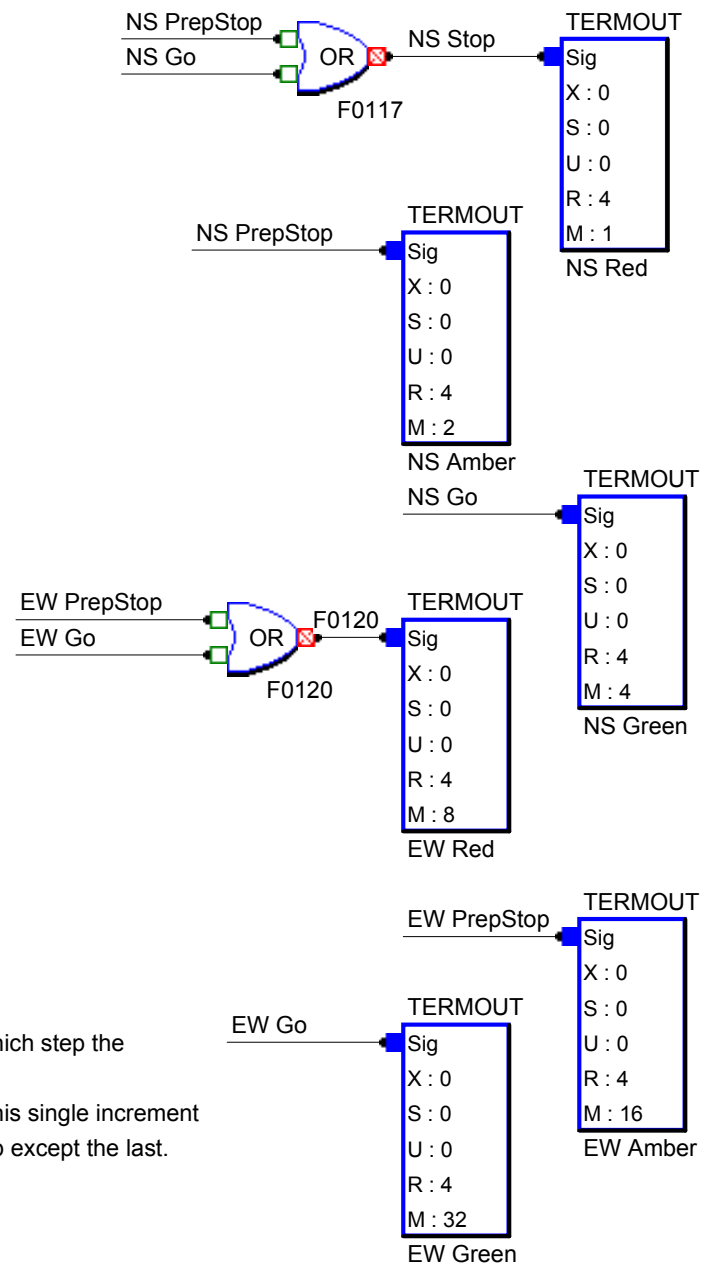 NS PrepStop
NS Go
OR
F0117
NS Stop
TERMOUT
Sig
X : 0
S : 0
U : 0
R : 4
M : 1
NS Red
NS PrepStop
TERMOUT
Sig
X : 0
S : 0
U : 0
R : 4
M : 2
NS Amber
NS Go
TERMOUT
Sig
X : 0
S : 0
U : 0
R : 4
M : 4
NS Green
EW PrepStop
EW Go
OR
F0120
F0120
TERMOUT
Sig
X : 0
S : 0
U : 0
R : 4
M : 8
EW Red
EW PrepStop
TERMOUT
Sig
X : 0
S : 0
U : 0
R : 4
M : 16
EW Amber
EW Go
TERMOUT
Sig
X : 0
S : 0
U : 0
R : 4
M : 32
EW Green
step the
single increment
except the last.